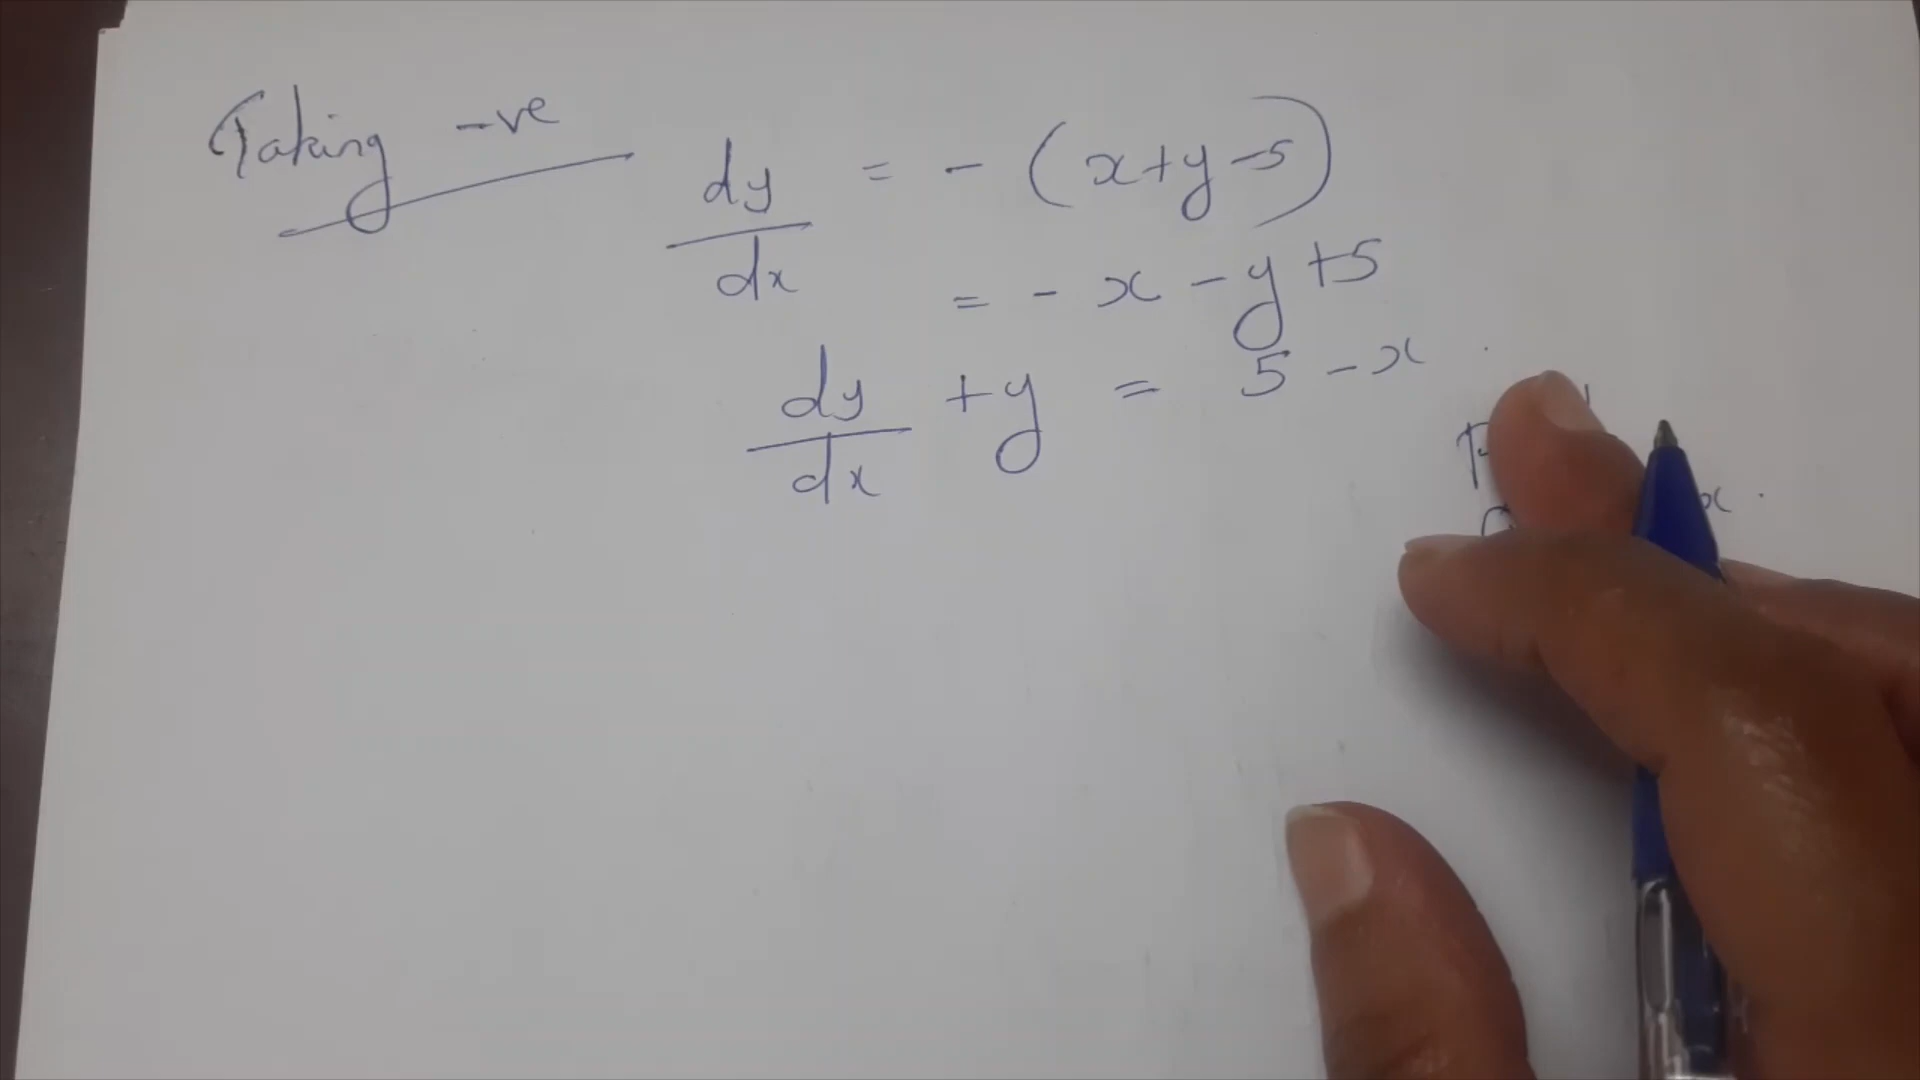 Taking -ve
dy/dx = - (x+y-5)
= - x - y +5
dy/dx + y = 5 - x
P
x